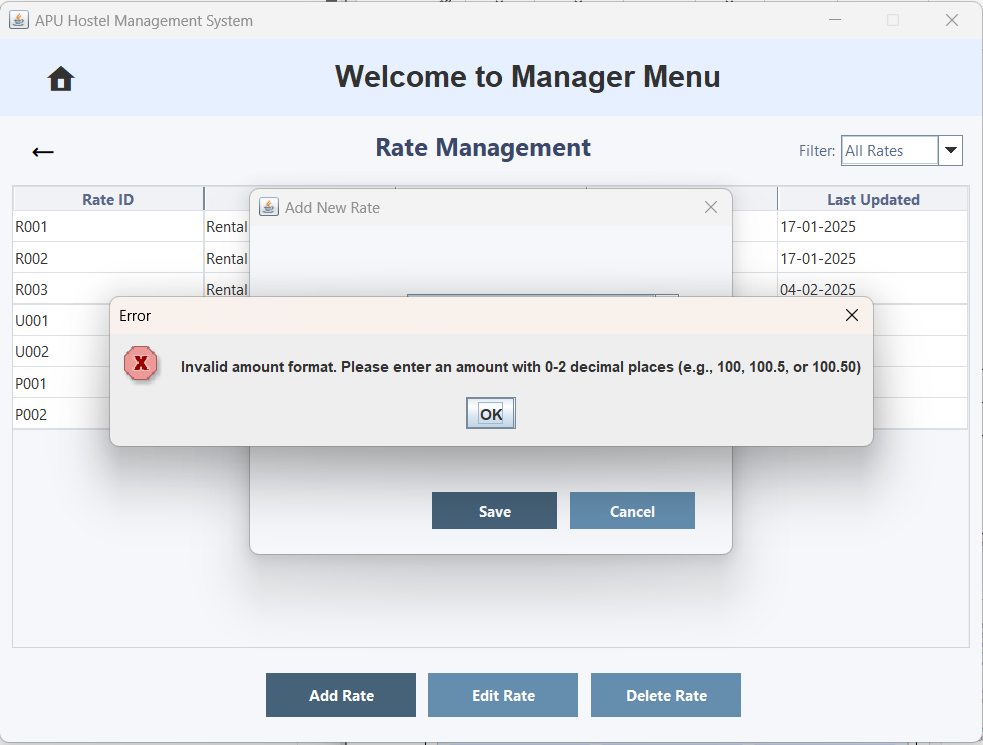 APU Hostel Management System
Welcome to Manager Menu
Rate Management
Filter: All Rates
Rate ID Last Updated
R001 Rental 17-01-2025
R002 Rental 17-01-2025
R003 Rental 04-02-2025
U001
U002
P001
P002
Add New Rate
Error
Invalid amount format. Please enter an amount with 0-2 decimal places (e.g., 100, 100.5, or 100.50)
OK
Save Cancel
Add Rate Edit Rate Delete Rate